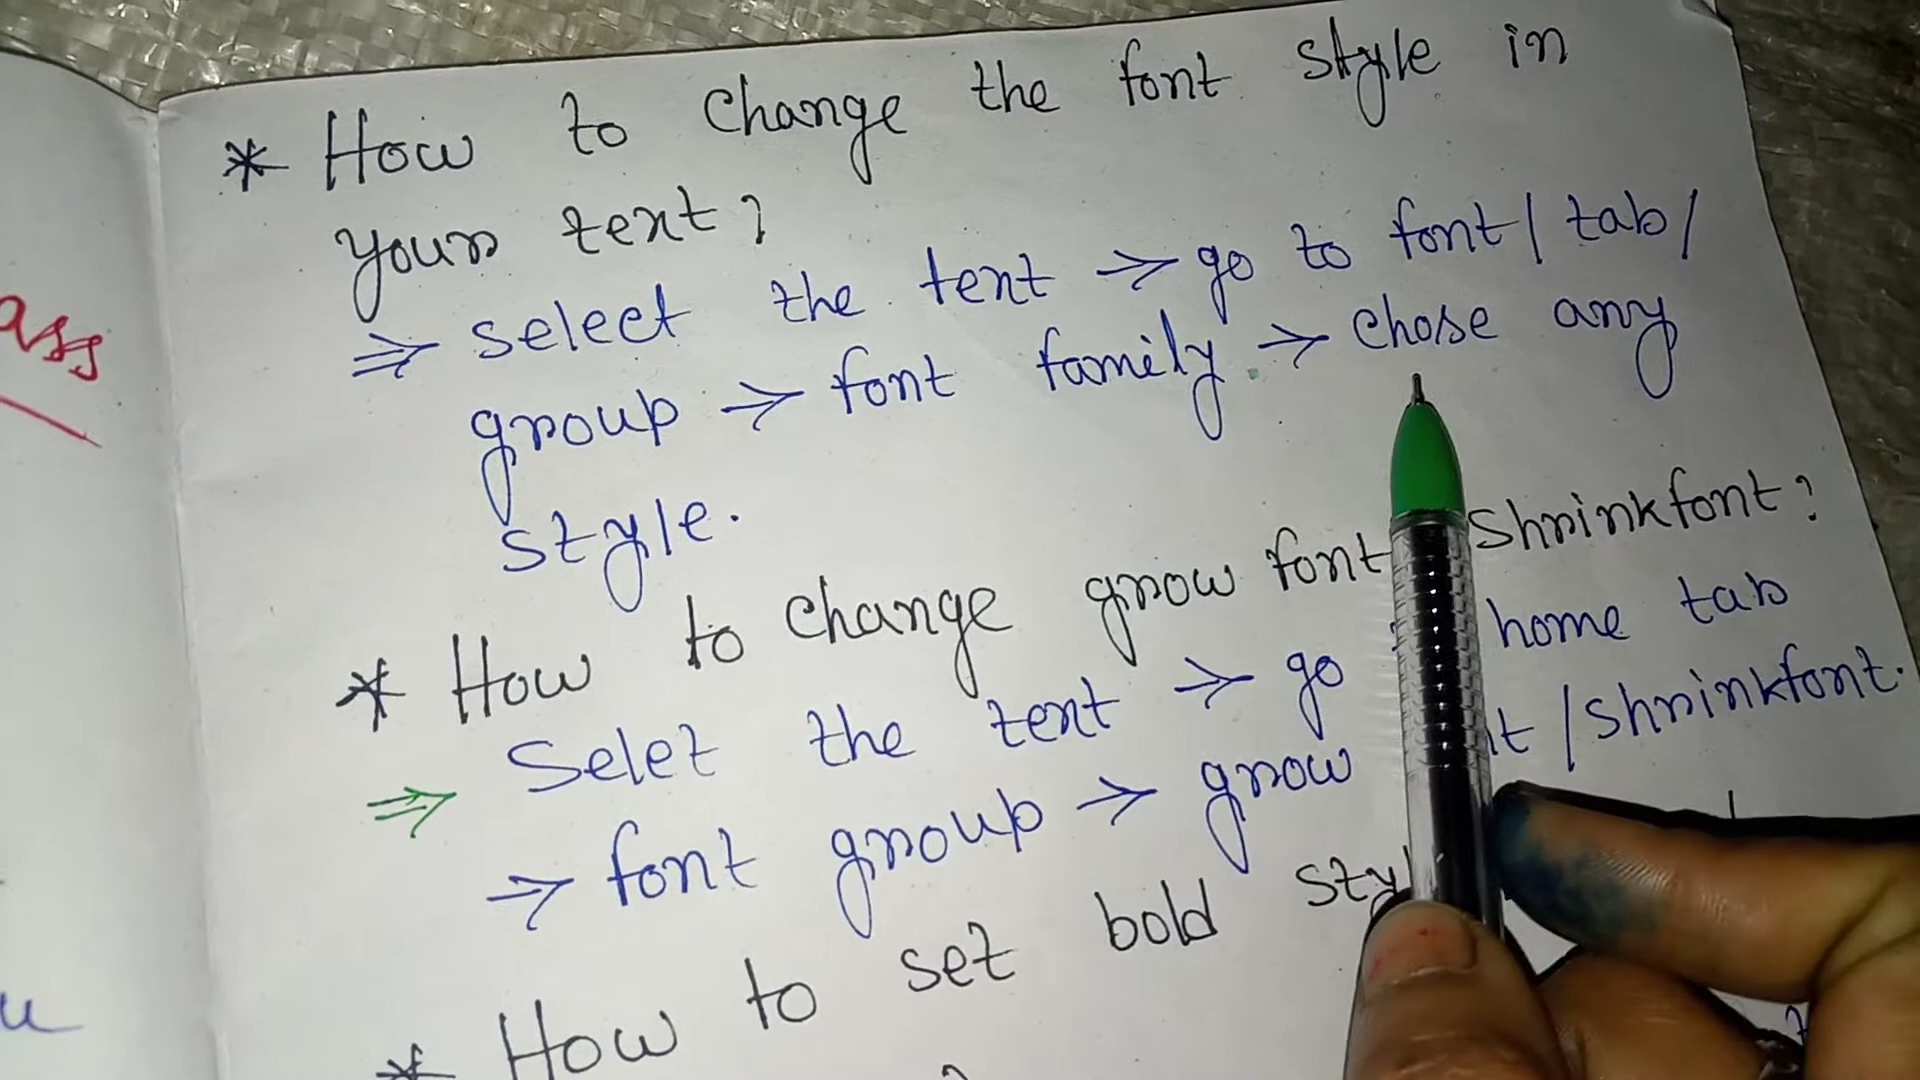 * How to change the font style in
your text?
⇒ select the text → go to font/tab/
group → font family. → chose any
style.
* How to change grow font Shrinkfont?
⇒ Selet the text → go home tab
→ font group → grow /Shrinkfont.
* How to set bold
ass